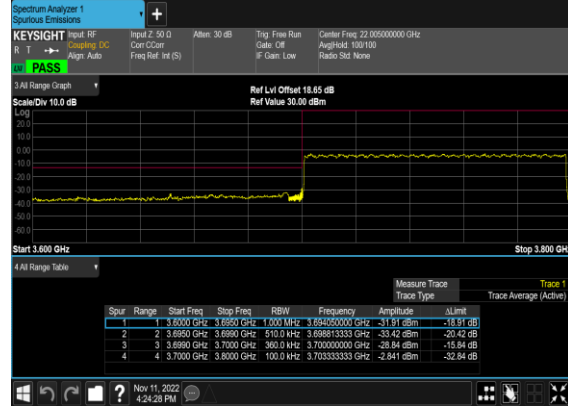 Spectrum Analyzer 1
Spurious Emissions
+
KEYSIGHT Input: RF
R T Coupling: DC
Align: Auto
Input Z: 50 Ω
Corr CCorr
Freq Ref: Int (S)
Atten: 30 dB
Trig: Free Run
Gate: Off
IF Gain: Low
Center Freq: 22.005000000 GHz
Avg|Hold: 100/100
Radio Std: None
PASS
3 All Range Graph
Scale/Div 10.0 dB
Ref Lvl Offset 18.65 dB
Ref Value 30.00 dBm
Log
20.0
10.0
0.00
-10.0
-20.0
-30.0
-40.0
-50.0
-60.0
Start 3.600 GHz
Stop 3.800 GH
4 All Range Table
Measure Trace Trace 1
Trace Type Trace Average (Active)
Spur Range Start Freq Stop Freq RBW Frequency Amplitude ΔLimit
1 1 3.6000 GHz 3.6950 GHz 1.000 MHz 3.694050000 GHz -31.91 dBm -18.91 dB
2 2 3.6950 GHz 3.6990 GHz 510.0 kHz 3.698813333 GHz -33.42 dBm -20.42 dB
3 3 3.6990 GHz 3.7000 GHz 360.0 kHz 3.700000000 GHz -28.84 dBm -15.84 dB
4 4 3.7000 GHz 3.8000 GHz 100.0 kHz 3.703333333 GHz -2.841 dBm -32.84 dB
?
Nov 11, 2022
4:24:28 PM